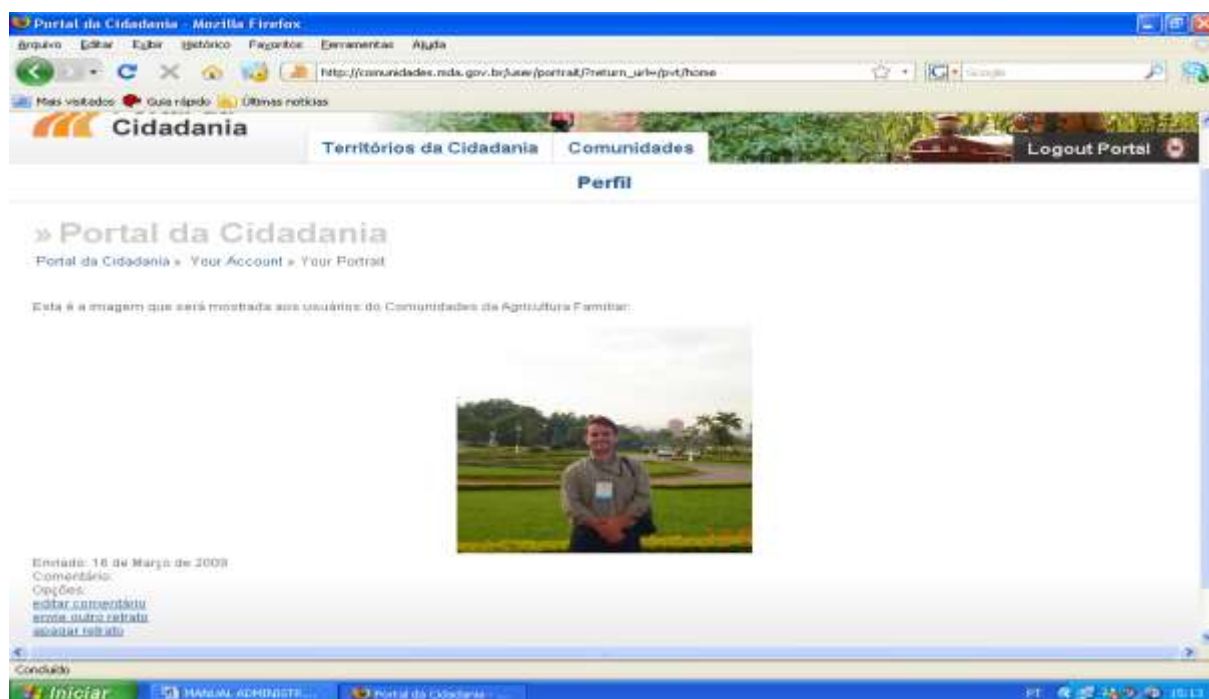 Portal da Cidadania - Mozilla Firefox
Arquivo Editar Exibir Histórico Favoritos Ferramentas Ajuda
http://comunidades.mda.gov.br/user/portrait/?return_url=/pvt/home
Google
Mais visitados Guia rápido Últimas notícias
Cidadania
Territórios da Cidadania Comunidades
Logout Portal
Perfil
» Portal da Cidadania
Portal da Cidadania » Your Account » Your Portrait
Esta é a imagem que será mostrada aos usuários do Comunidades da Agricultura Familiar:
Enviado: 16 de Março de 2009
Comentário:
Opções:
editar comentário
envie outro retrato
apagar retrato
Concluído
Iniciar
MANUAL ADMINISTR...
Portal da Cidadania - ...
PT
15:13